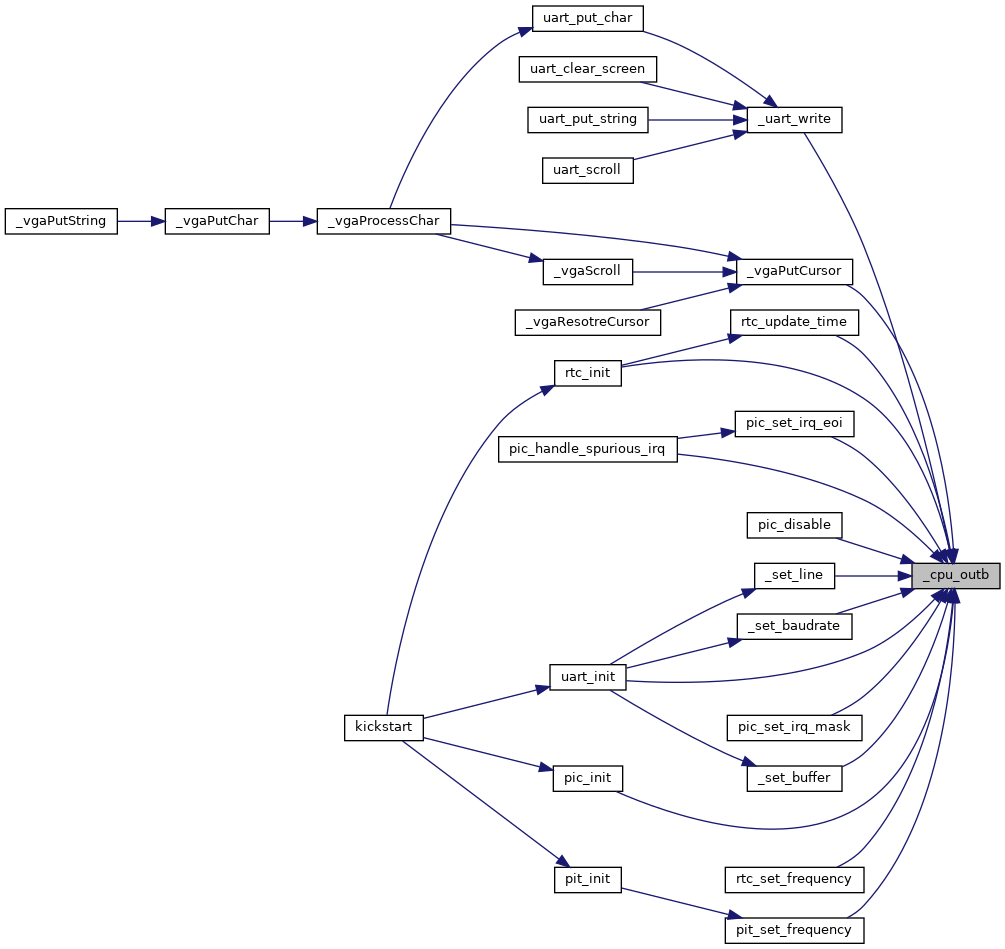 uart_put_char
uart_clear_screen
uart_put_string
_uart_write
uart_scroll
_vgaPutString
_vgaPutChar
_vgaProcessChar
_vgaScroll
_vgaPutCursor
_vgaResotreCursor
rtc_update_time
rtc_init
pic_set_irq_eoi
pic_handle_spurious_irq
pic_disable
_set_line
_cpu_outb
_set_baudrate
uart_init
kickstart
pic_set_irq_mask
pic_init
_set_buffer
pit_init
rtc_set_frequency
pit_set_frequency